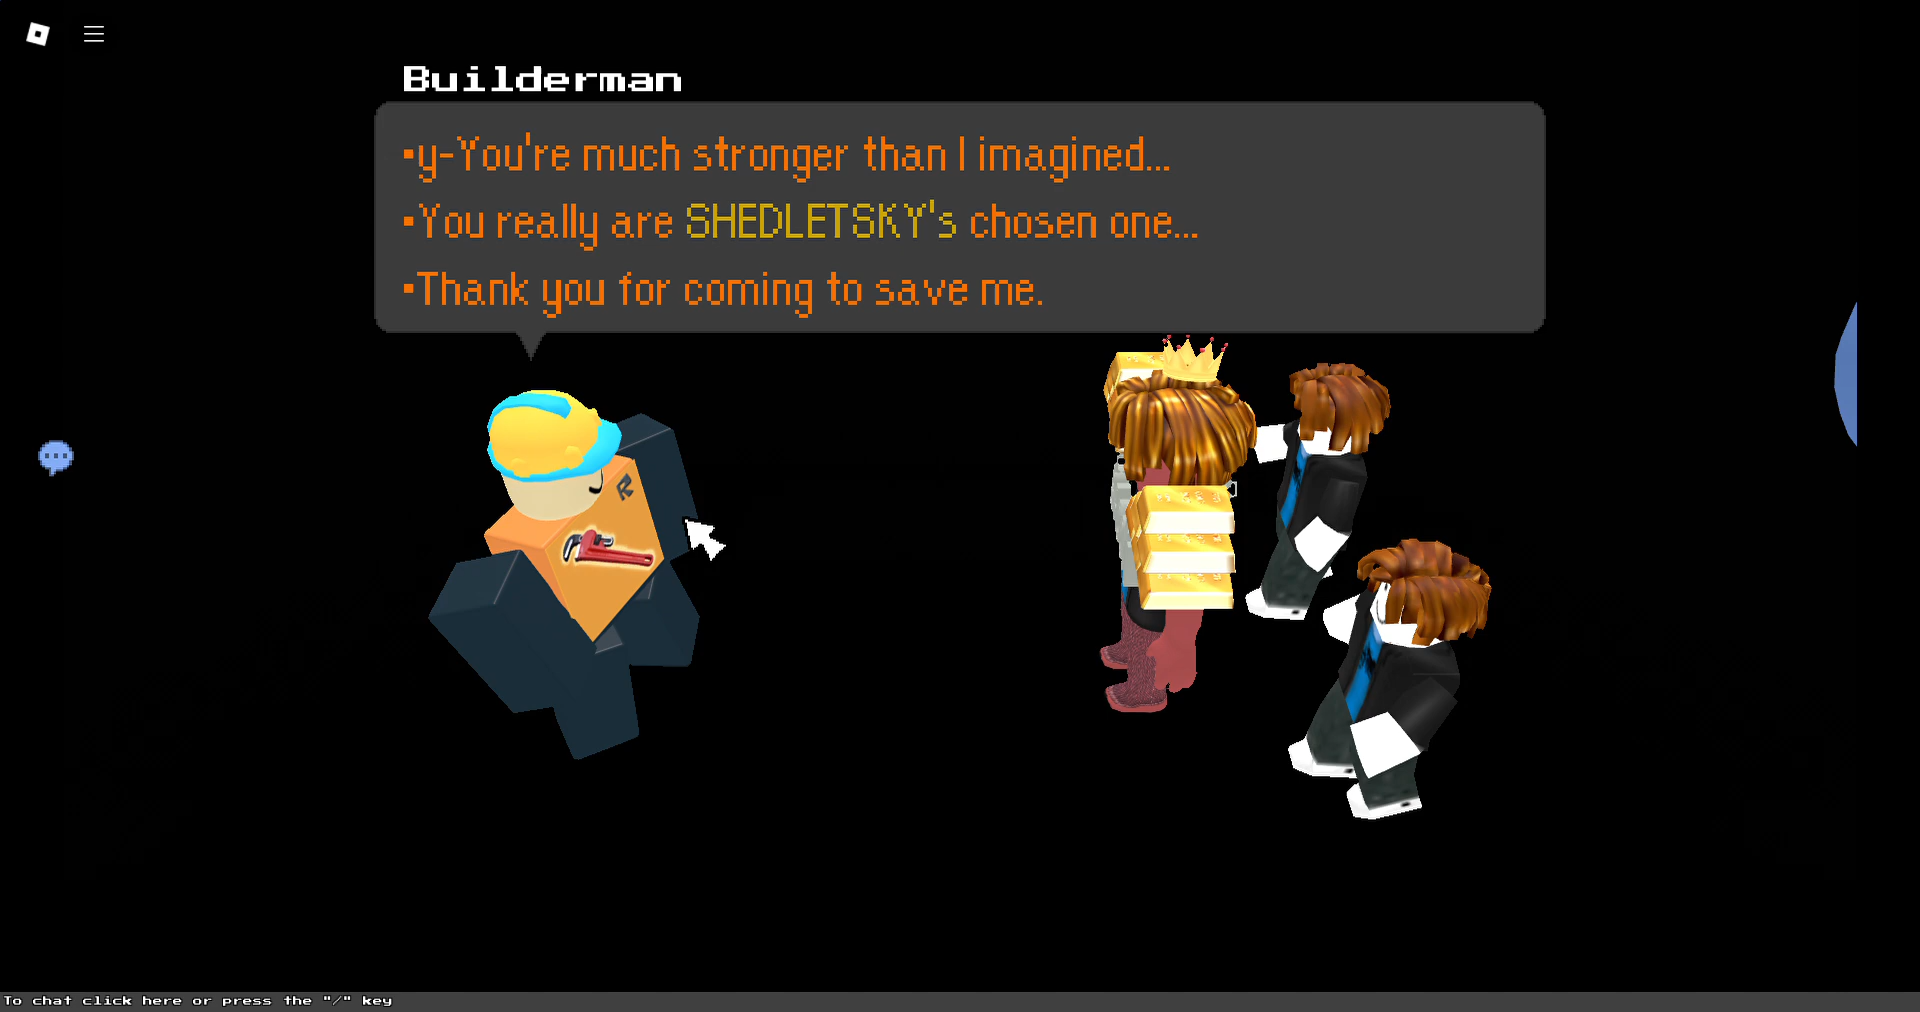 Builderman
•y-You're much stronger than I imagined...
•You really are SHEDLETSKY's chosen one...
•Thank you for coming to save me.
R
To chat click here or press the "/" key